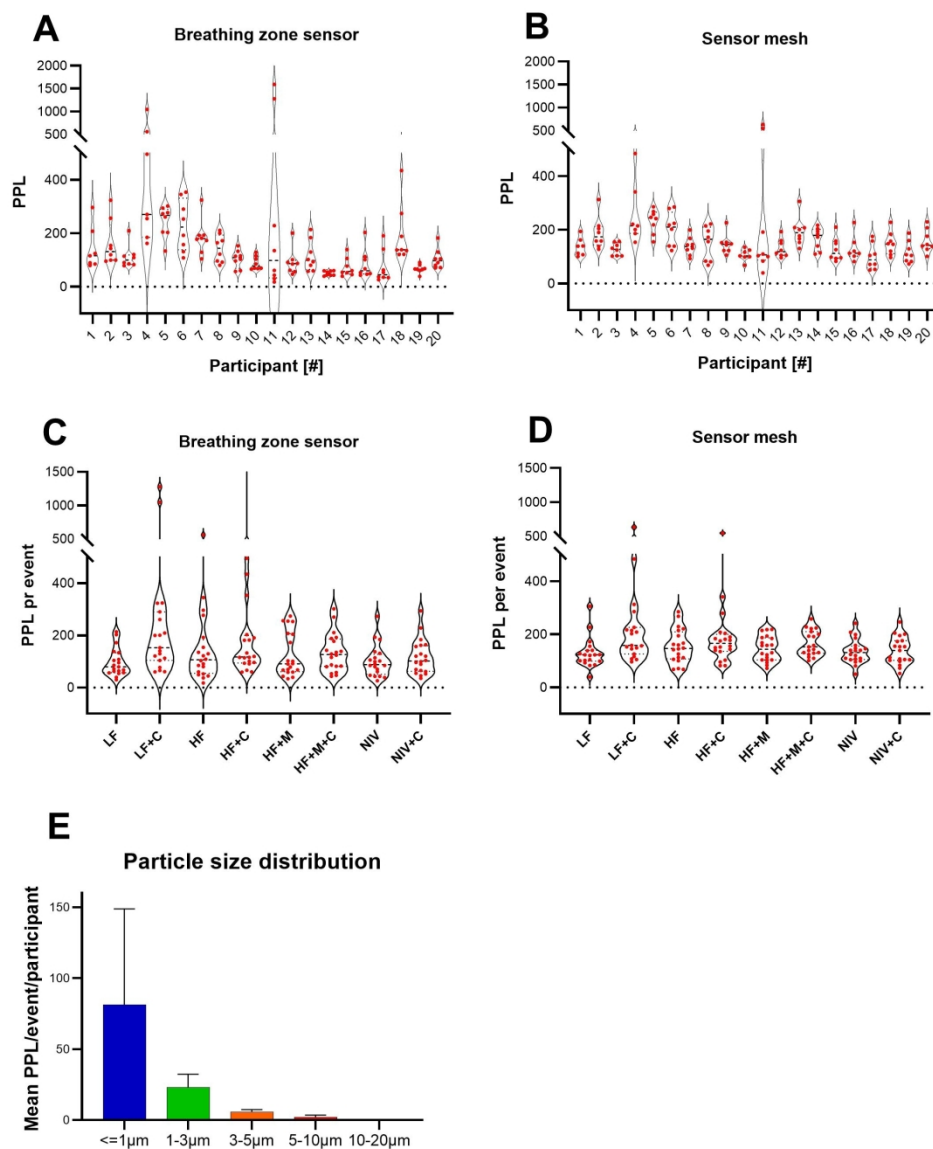 A
Breathing zone sensor
2000
1500
1000
500
400
200
0
PPL
1 2 3 4 5 6 7 8 9 10 11 12 13 14 15 16 17 18 19 20
Participant [#]
B
Sensor mesh
2000
1500
1000
500
400
200
0
PPL
1 2 3 4 5 6 7 8 9 10 11 12 13 14 15 16 17 18 19 20
Participant [#]
C
Breathing zone sensor
1500
1000
500
400
200
0
PPL pr event
LF LF+C HF HF+C HF+M HF+M+C NIV NIV+C
D
Sensor mesh
1500
1000
500
400
200
0
PPL per event
LF LF+C HF HF+C HF+M HF+M+C NIV NIV+C
E
Particle size distribution
150
100
50
0
Mean PPL/event/participant
<=1µm 1-3µm 3-5µm 5-10µm 10-20µm